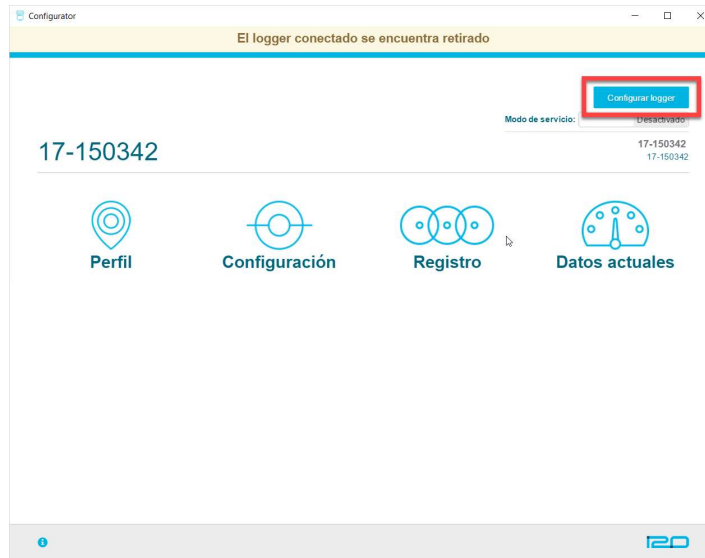 Configurator
El logger conectado se encuentra retirado
Configurar logger
Modo de servicio: Desactivado
17-150342
17-150342
17-150342
Perfil
Configuración
Registro
Datos actuales
i2O